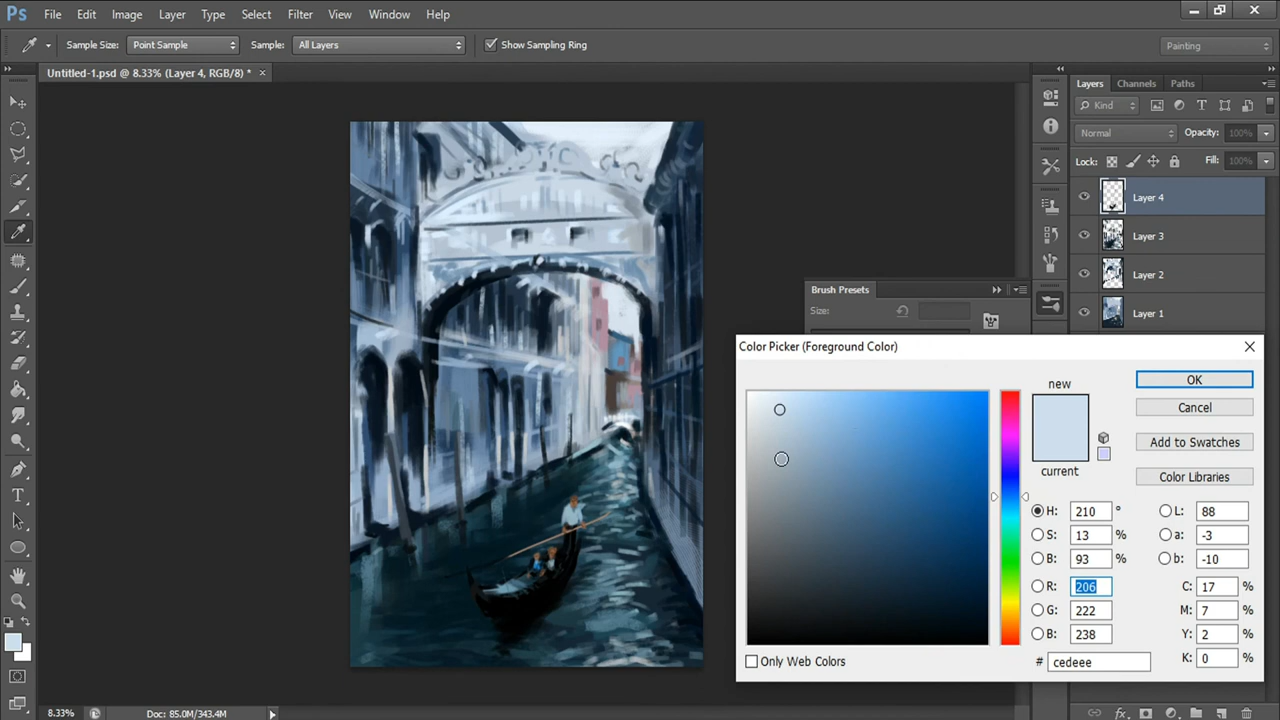 Ps File Edit Image Layer Type Select Filter View Window Help
Sample Size: Point Sample Sample: All Layers Show Sampling Ring Painting
Untitled-1.psd @ 8.33% (Layer 4, RGB/8) * ×
Layers Channels Paths
Kind
Normal Opacity: 100%
Lock: Fill: 100%
Layer 4
Layer 3
Layer 2
Layer 1
Brush Presets
Size:
Color Picker (Foreground Color)
new
current
OK
Cancel
Add to Swatches
Color Libraries
H: 210 ° L: 88
S: 13 % a: -3
B: 93 % b: -10
R: 206 C: 17 %
G: 222 M: 7 %
B: 238 Y: 2 %
# cedeee K: 0 %
Only Web Colors
T
8.33% Doc: 85.0M/343.4M
fx